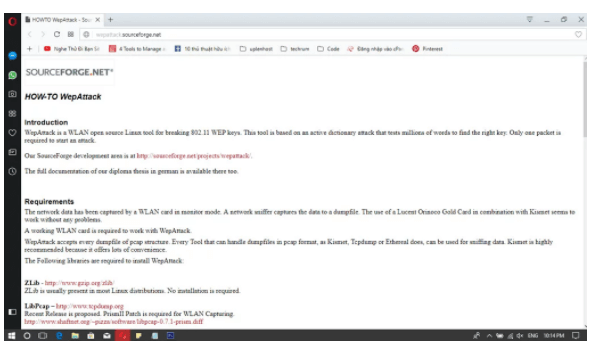 HOWTO WepAttack - Sou
wepattack.sourceforge.net
Nghe Thử Đi Bạn
4 Tools to Manage
10 thủ thuật hữu
uplenhost
techrum
Code
Đăng nhập vào
Pinterest
SOURCEFORGE.NET®
HOW-TO WepAttack
Introduction
WepAttack is a WLAN open source Linux tool for breaking 802.11 WEP keys. This tool is based on an active dictionary attack that tests millions of words to find the right key. Only one packet is
required to start an attack.
Our SourceForge development area is at http://sourceforge.net/projects/wepattack/.
The full documentation of our diploma thesis in german is available there too.
Requirements
The network data has been captured by a WLAN card in monitor mode. A network sniffer captures the data to a dumpfile. The use of a Lucent Orinoco Gold Card in combination with Kismet seems to
work without any problems.
A working WLAN card is required to work with WepAttack.
WepAttack accepts every dumpfile of pcap structure. Every Tool that can handle dumpfiles in pcap format, as Kismet, Tcpdump or Ethereal does, can be used for sniffing data. Kismet is highly
recommended because it offers lots of convenience.
The Following libraries are required to install WepAttack:
ZLib - http://www.gzip.org/zlib/
ZLib is usually present in most Linux distributions. No installation is required.
LibPcap – http://www.tcpdump.org
Recent Release is proposed. PrismII Patch is required for WLAN Capturing.
http://www.shaftnet.org/~pizza/software/libpcap-0.7.1-prism.diff
ENG 10:14 PM